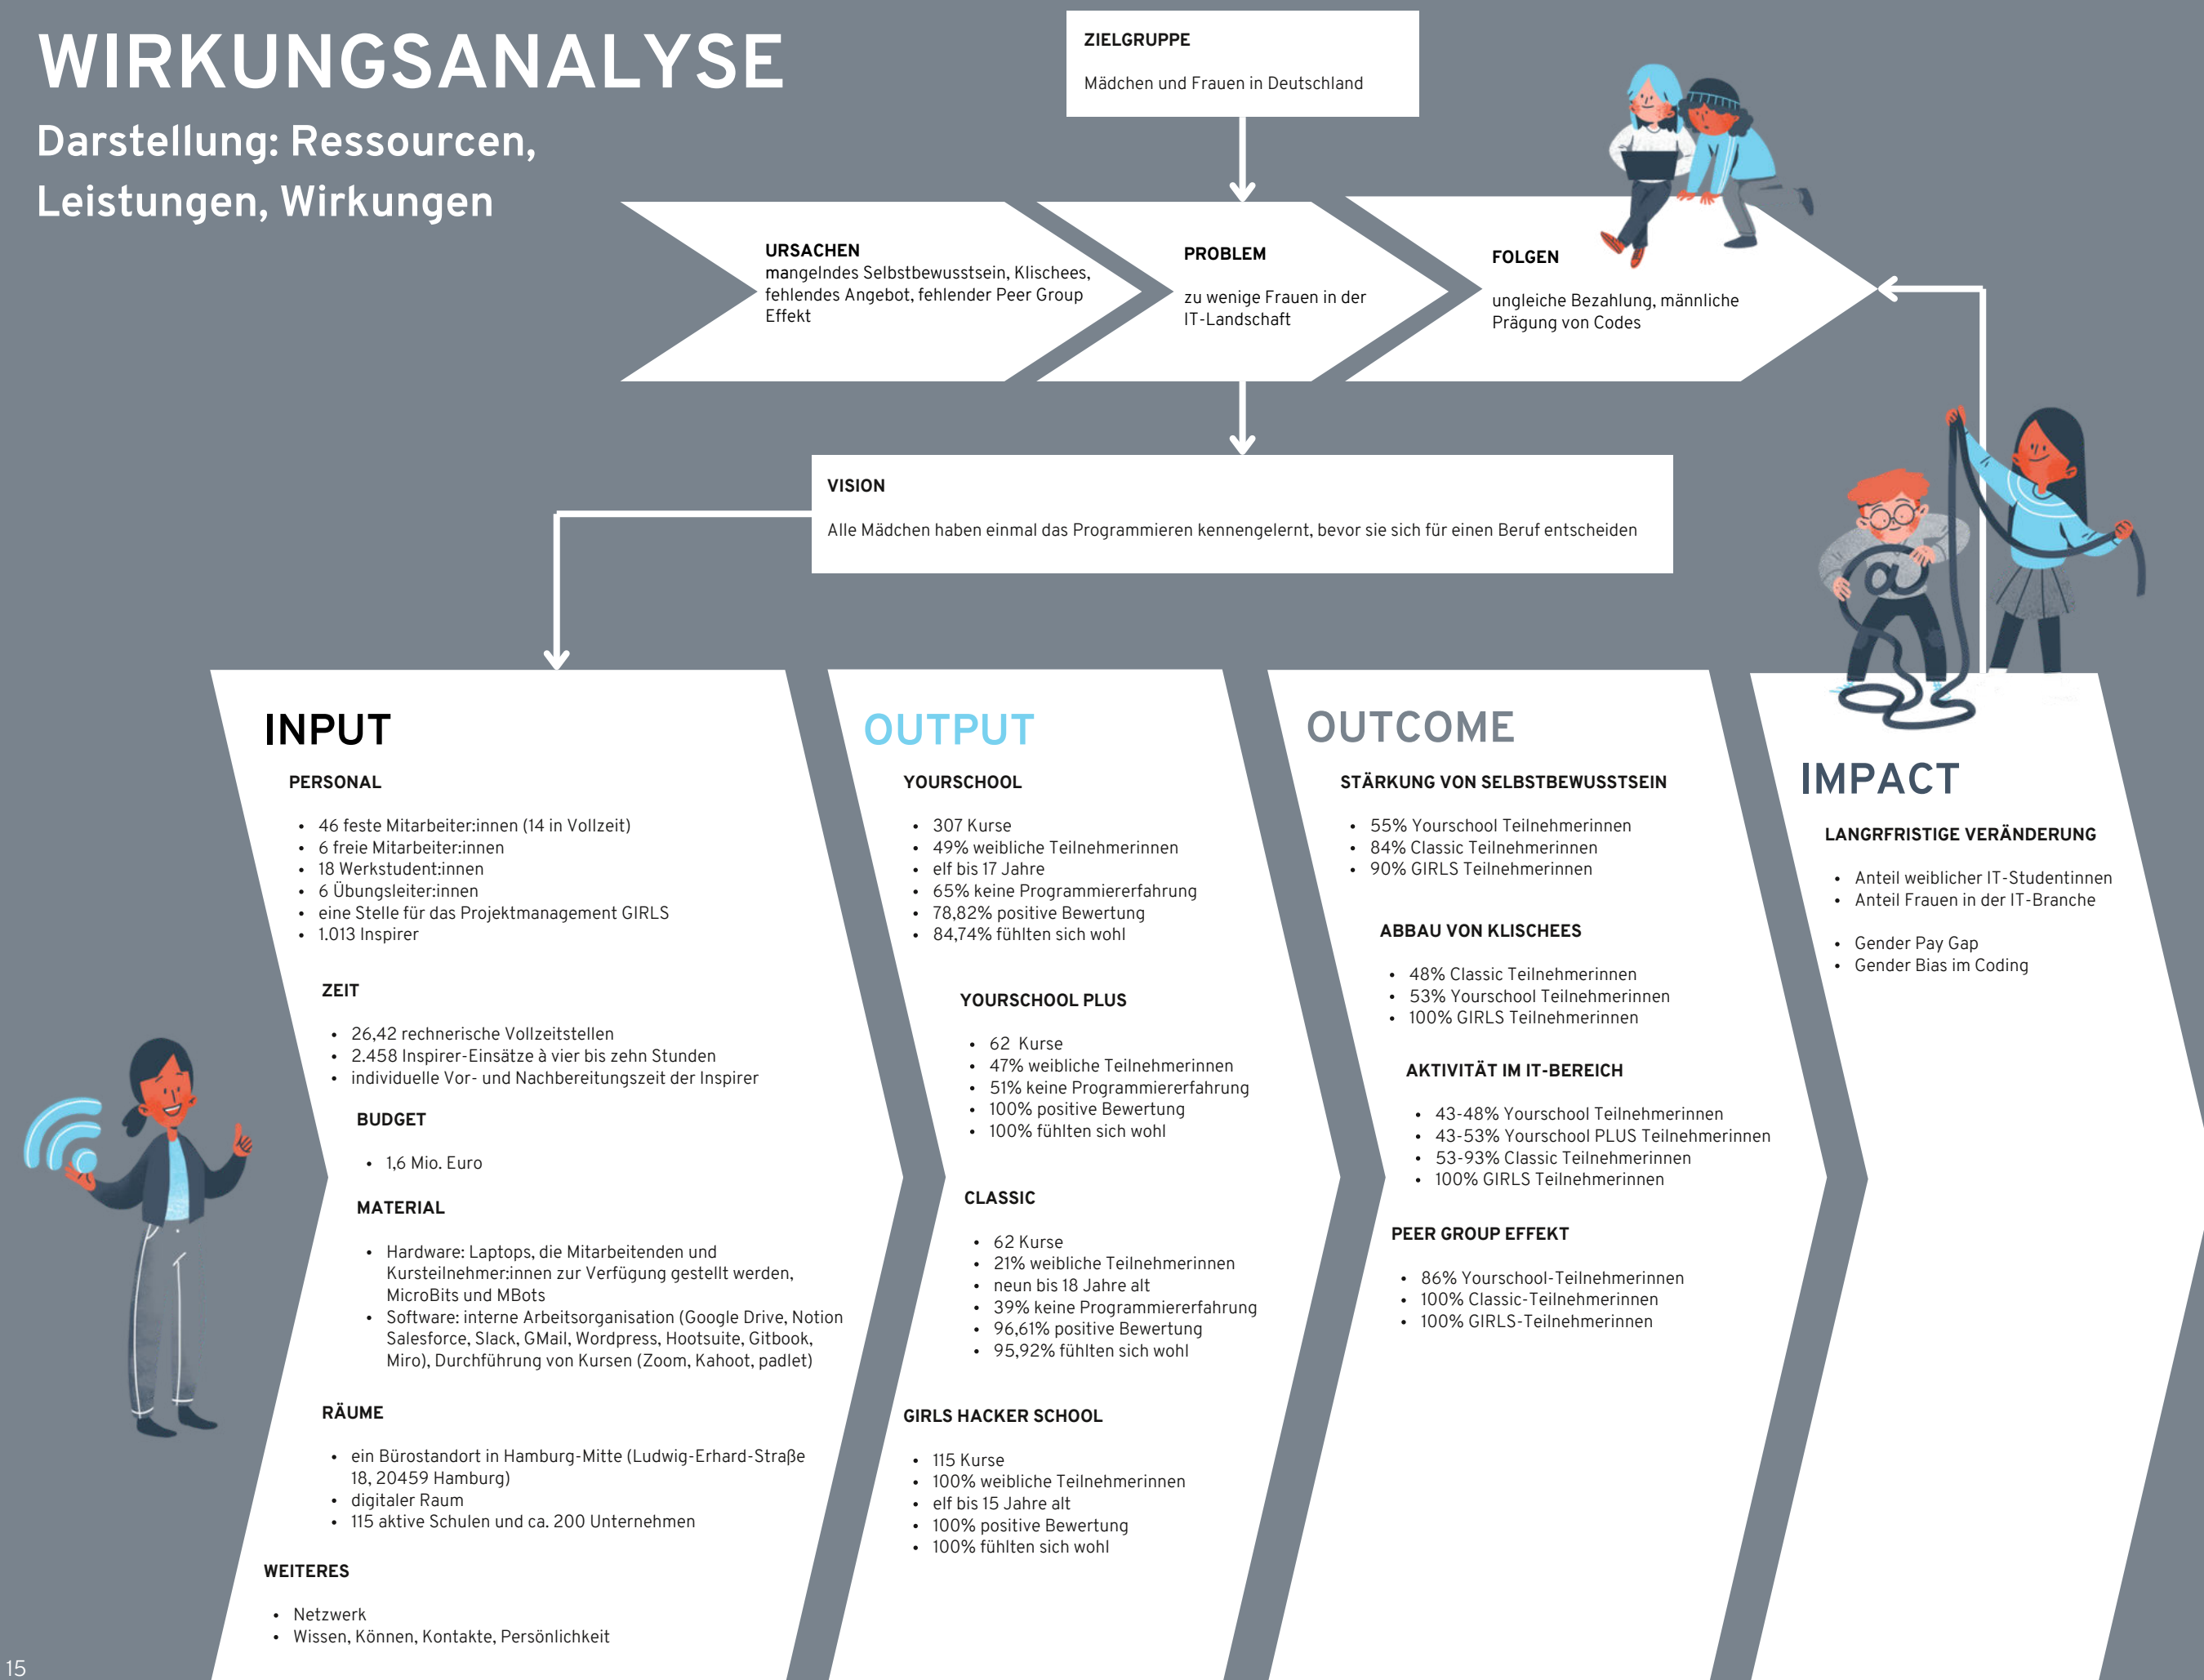 WIRKUNGSANALYSE
Darstellung: Ressourcen,
Leistungen, Wirkungen
ZIELGRUPPE
Mädchen und Frauen in Deutschland
URSACHEN
mangelndes Selbstbewusstsein, Klischees,
fehlendes Angebot, fehlender Peer Group
Effekt
PROBLEM
zu wenige Frauen in der
IT-Landschaft
FOLGEN
ungleiche Bezahlung, männliche
Prägung von Codes
VISION
Alle Mädchen haben einmal das Programmieren kennengelernt, bevor sie sich für einen Beruf entscheiden
INPUT
PERSONAL
• 46 feste Mitarbeiter:innen (14 in Vollzeit)
• 6 freie Mitarbeiter:innen
• 18 Werkstudent:innen
• 6 Übungsleiter:innen
• eine Stelle für das Projektmanagement GIRLS
• 1.013 Inspirer
ZEIT
• 26,42 rechnerische Vollzeitstellen
• 2.458 Inspirer-Einsätze à vier bis zehn Stunden
• individuelle Vor- und Nachbereitungszeit der Inspirer
BUDGET
• 1,6 Mio. Euro
MATERIAL
• Hardware: Laptops, die Mitarbeitenden und
Kursteilnehmer:innen zur Verfügung gestellt werden,
MicroBits und MBots
• Software: interne Arbeitsorganisation (Google Drive, Notion
Salesforce, Slack, GMail, Wordpress, Hootsuite, Gitbook,
Miro), Durchführung von Kursen (Zoom, Kahoot, padlet)
RÄUME
• ein Bürostandort in Hamburg-Mitte (Ludwig-Erhard-Straße
18, 20459 Hamburg)
• digitaler Raum
• 115 aktive Schulen und ca. 200 Unternehmen
WEITERES
• Netzwerk
• Wissen, Können, Kontakte, Persönlichkeit
OUTPUT
YOURSCHOOL
• 307 Kurse
• 49% weibliche Teilnehmerinnen
• elf bis 17 Jahre
• 65% keine Programmiererfahrung
• 78,82% positive Bewertung
• 84,74% fühlten sich wohl
YOURSCHOOL PLUS
• 62 Kurse
• 47% weibliche Teilnehmerinnen
• 51% keine Programmiererfahrung
• 100% positive Bewertung
• 100% fühlten sich wohl
CLASSIC
• 62 Kurse
• 21% weibliche Teilnehmerinnen
• neun bis 18 Jahre alt
• 39% keine Programmiererfahrung
• 96,61% positive Bewertung
• 95,92% fühlten sich wohl
GIRLS HACKER SCHOOL
• 115 Kurse
• 100% weibliche Teilnehmerinnen
• elf bis 15 Jahre alt
• 100% positive Bewertung
• 100% fühlten sich wohl
OUTCOME
STÄRKUNG VON SELBSTBEWUSSTSEIN
• 55% Yourschool Teilnehmerinnen
• 84% Classic Teilnehmerinnen
• 90% GIRLS Teilnehmerinnen
ABBAU VON KLISCHEES
• 48% Classic Teilnehmerinnen
• 53% Yourschool Teilnehmerinnen
• 100% GIRLS Teilnehmerinnen
AKTIVITÄT IM IT-BEREICH
• 43-48% Yourschool Teilnehmerinnen
• 43-53% Yourschool PLUS Teilnehmerinnen
• 53-93% Classic Teilnehmerinnen
• 100% GIRLS Teilnehmerinnen
PEER GROUP EFFEKT
• 86% Yourschool-Teilnehmerinnen
• 100% Classic-Teilnehmerinnen
• 100% GIRLS-Teilnehmerinnen
@
IMPACT
LANGRFRISTIGE VERÄNDERUNG
• Anteil weiblicher IT-Studentinnen
• Anteil Frauen in der IT-Branche
• Gender Pay Gap
• Gender Bias im Coding
15